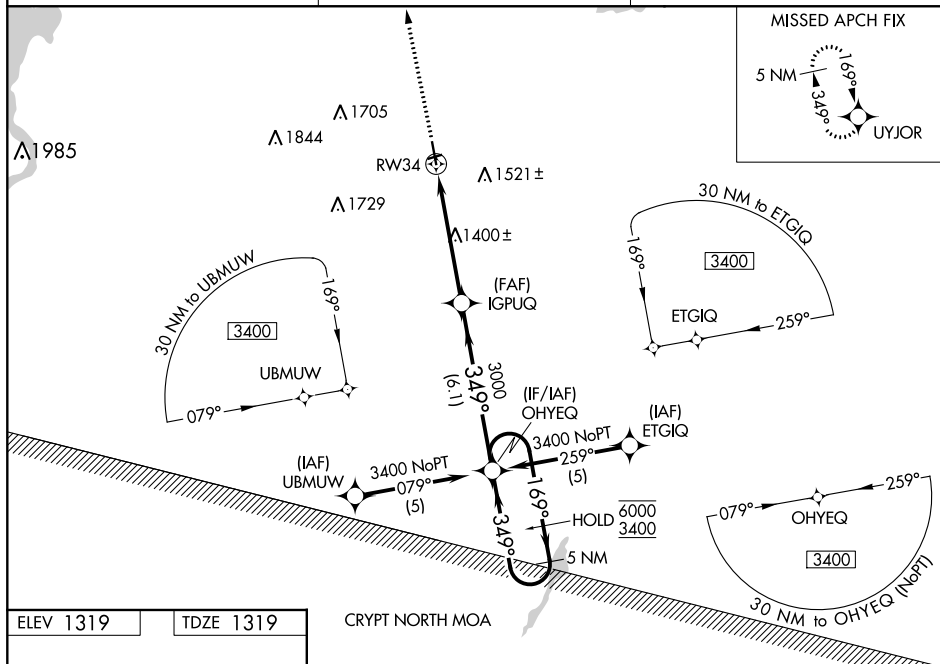 MISSED APCH FIX
5 NM
169°
349°
UYJOR
1705
1844
1985
RW34
1521±
1729
1400±
30 NM to UBMUW
169°
3400
UBMUW
079°
30 NM to ETGIQ
169°
3400
ETGIQ
259°
(FAF)
IGPUQ
3000
349°
(6.1)
(IF/IAF)
OHYEQ
(IAF)
ETGIQ
3400 NoPT
259°
(5)
(IAF)
UBMUW
3400 NoPT
079°
(5)
169°
349°
HOLD
6000
3400
5 NM
079°
259°
OHYEQ
3400
30 NM to OHYEQ (NoPT)
ELEV 1319
TDZE 1319
CRYPT NORTH MOA